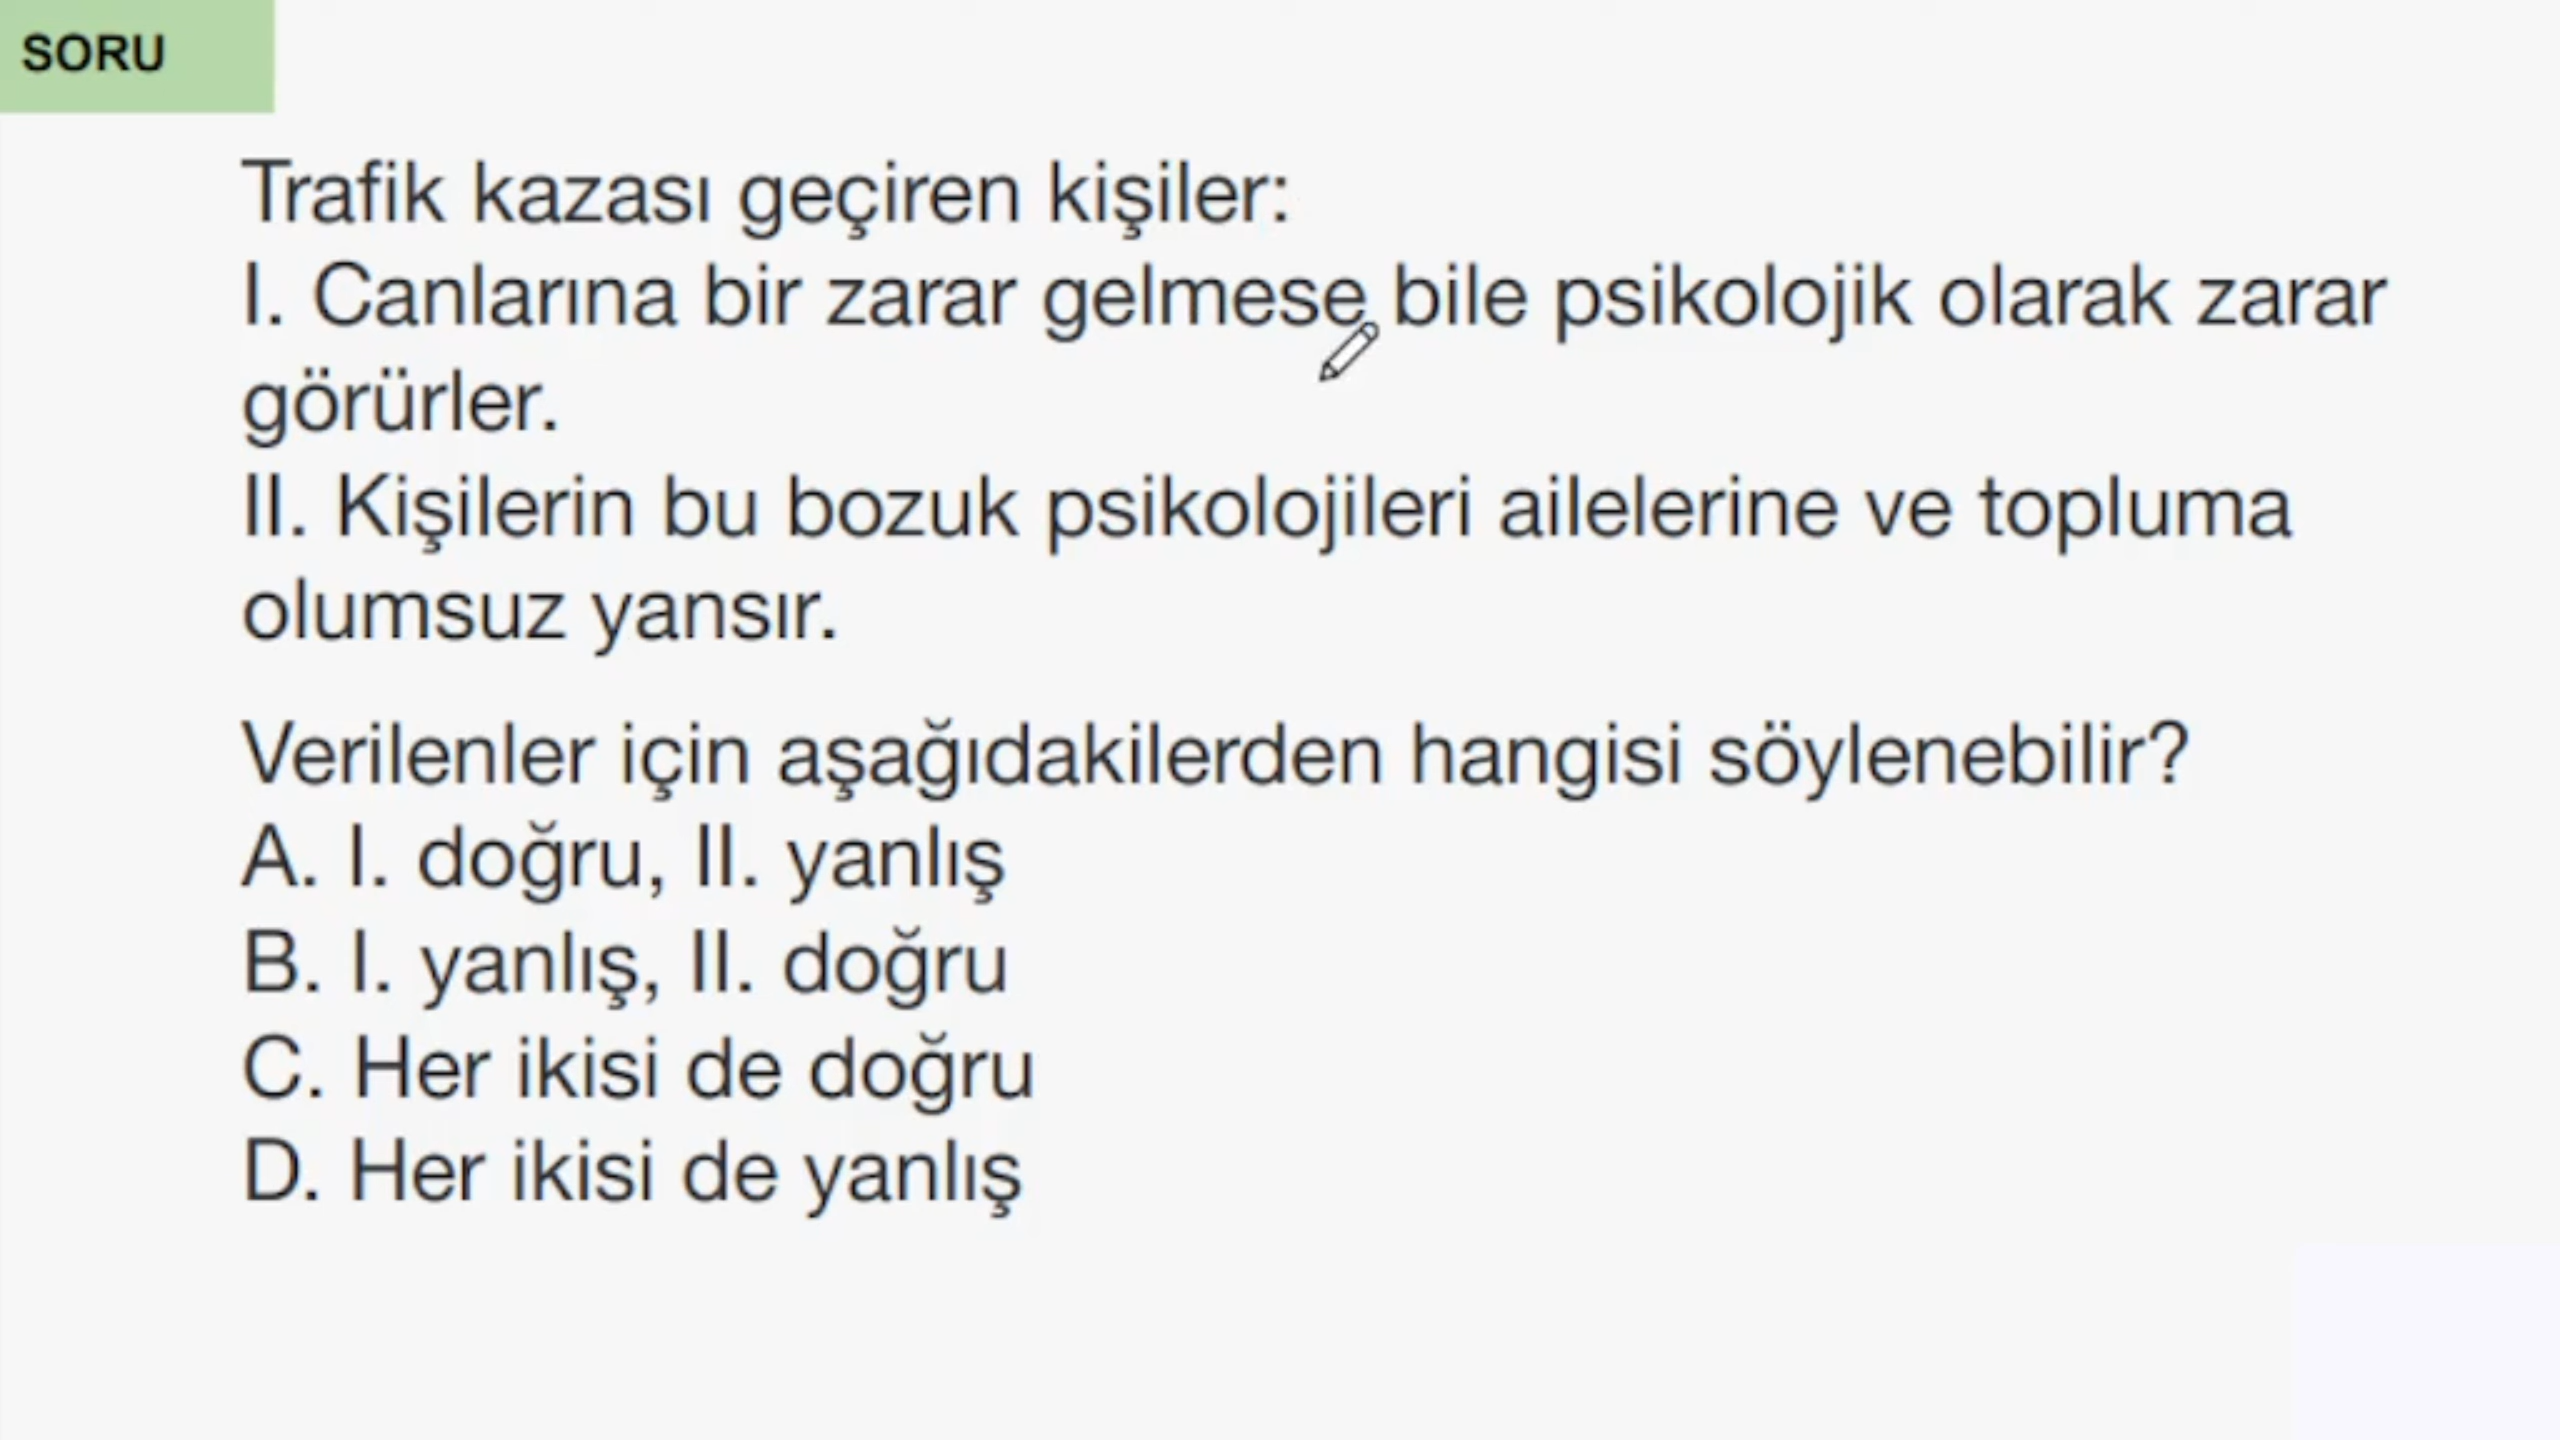 SORU
Trafik kazası geçiren kişiler:
I. Canlarına bir zarar gelmese bile psikolojik olarak zarar
görürler.
II. Kişilerin bu bozuk psikolojileri ailelerine ve topluma
olumsuz yansır.
Verilenler için aşağıdakilerden hangisi söylenebilir?
A. I. doğru, II. yanlış
B. I. yanlış, II. doğru
C. Her ikisi de doğru
D. Her ikisi de yanlış